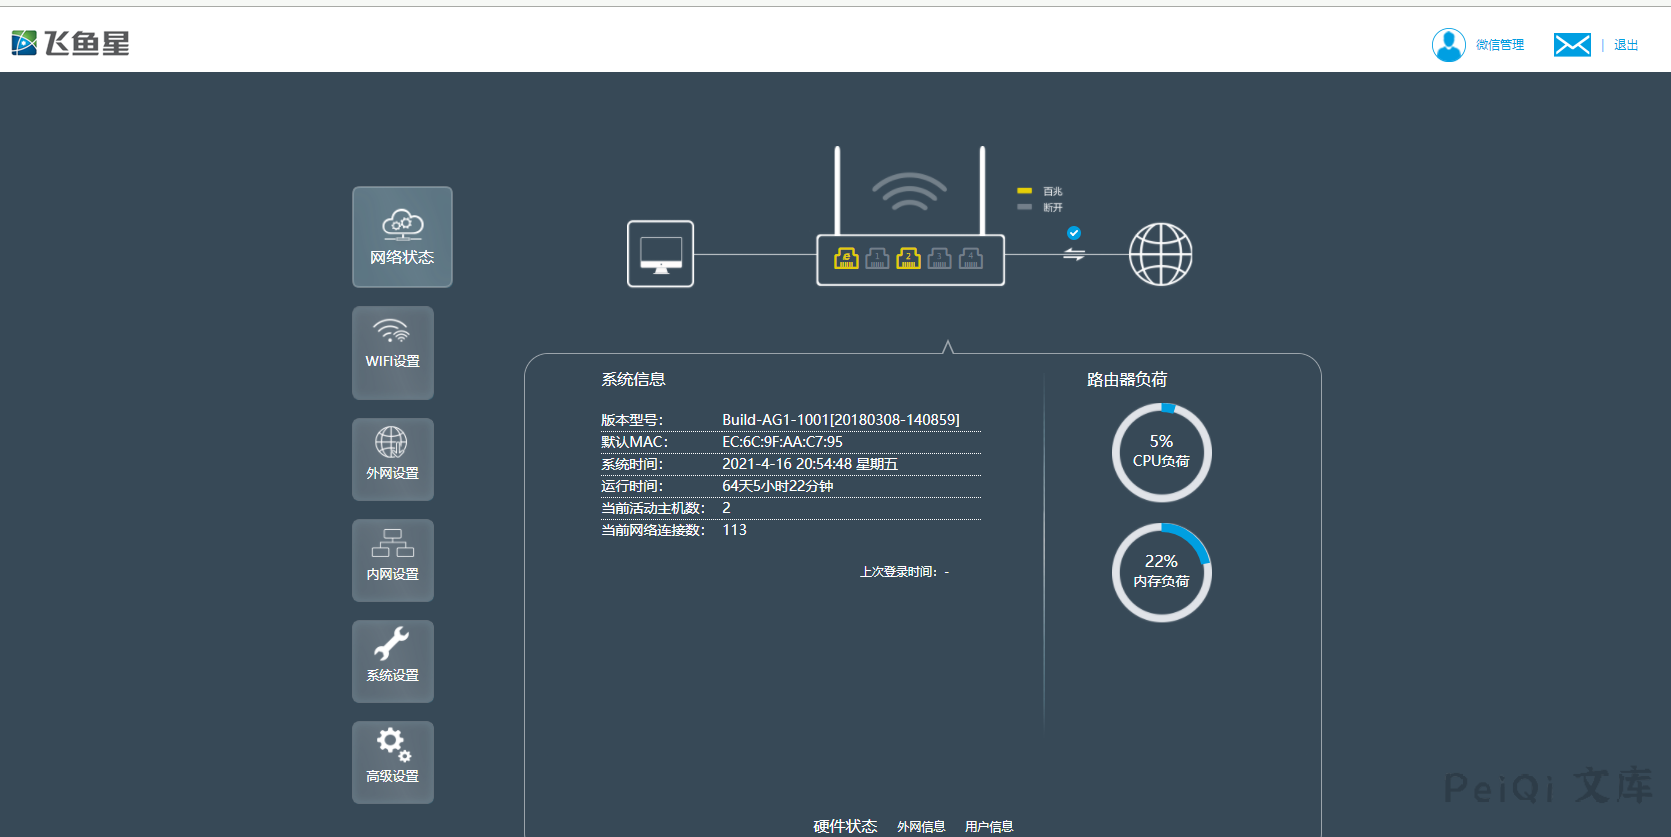 飞鱼星
微信管理 | 退出
百兆
断开
e 1 2 3 4
网络状态
WIFI设置
外网设置
内网设置
系统设置
高级设置
系统信息
版本型号： Build-AG1-1001[20180308-140859]
默认MAC： EC:6C:9F:AA:C7:95
系统时间： 2021-4-16 20:54:48 星期五
运行时间： 64天5小时22分钟
当前活动主机数： 2
当前网络连接数： 113
上次登录时间： -
路由器负荷
5%
CPU负荷
22%
内存负荷
硬件状态 外网信息 用户信息
PeiQi 文库